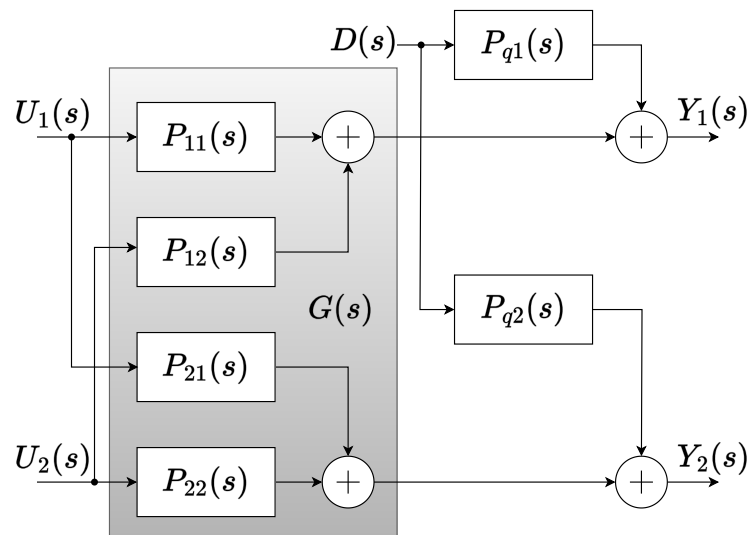 D(s)
P_{q1}(s)
U_1(s)
P_{11}(s)
+
+
Y_1(s)
P_{12}(s)
G(s)
P_{q2}(s)
P_{21}(s)
U_2(s)
P_{22}(s)
+
+
Y_2(s)